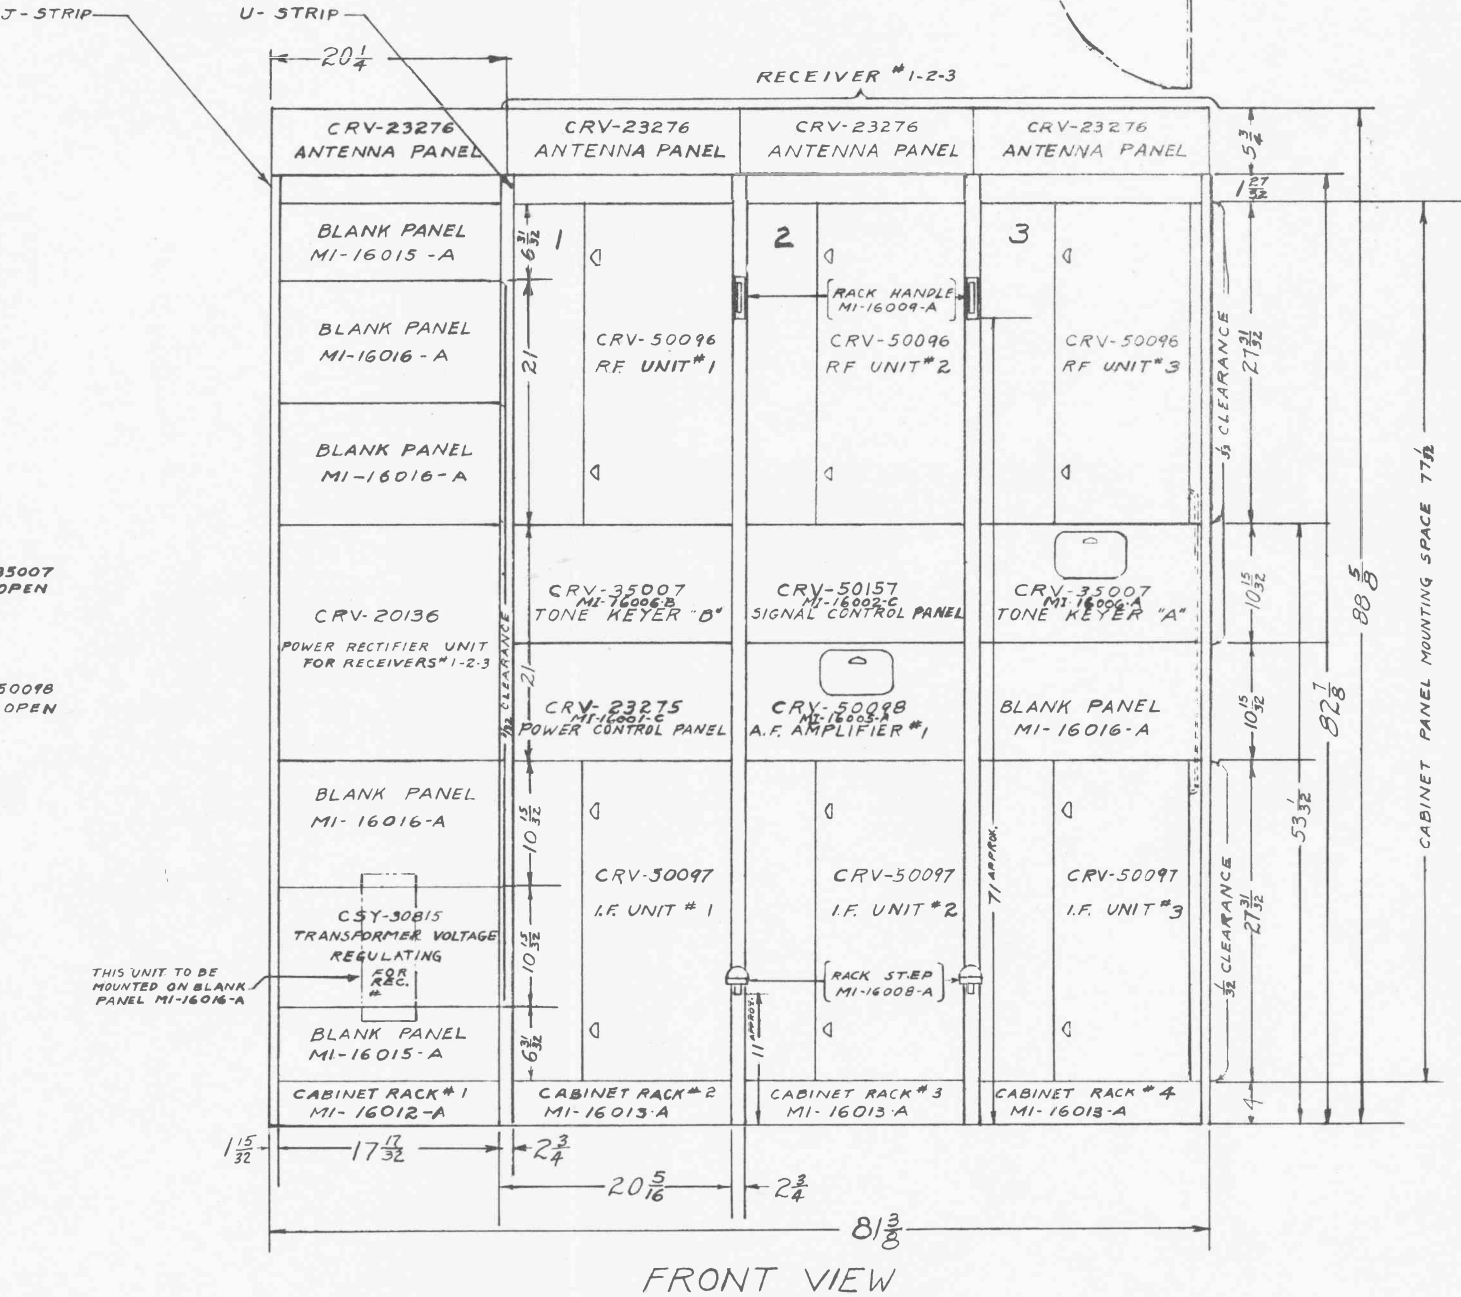 J-STRIP
U-STRIP
20 1/4
RECEIVER #1-2-3
CRV-23276
ANTENNA PANEL
CRV-23276
ANTENNA PANEL
CRV-23276
ANTENNA PANEL
CRV-23276
ANTENNA PANEL
5 3/4
1 27/32
BLANK PANEL
MI-16015-A
6 31/32
1
2
3
RACK HANDLE
MI-16009-A
BLANK PANEL
MI-16016-A
21
CRV-50096
RF UNIT #1
CRV-50096
RF UNIT #2
CRV-50096
RF UNIT #3
1/32 CLEARANCE
27 31/32
BLANK PANEL
MI-16016-A
CABINET PANEL MOUNTING SPACE 77 1/32
88 5/8
82 7/8
53 1/32
35007
OPEN
CRV-20136
POWER RECTIFIER UNIT
FOR RECEIVERS #1-2-3
1/32 CLEARANCE
21
CRV-35007
MI-16006-B
TONE KEYER "B"
CRV-50157
MI-16002-C
SIGNAL CONTROL PANEL
CRV-35007
MI-16006-A
TONE KEYER "A"
10 15/32
50098
OPEN
CRV-23275
MI-16001-C
POWER CONTROL PANEL
CRV-50098
MI-16005-A
A.F. AMPLIFIER #1
BLANK PANEL
MI-16016-A
10 15/32
BLANK PANEL
MI-16016-A
10 15/32
CRV-50097
I.F. UNIT #1
CRV-50097
I.F. UNIT #2
71 APPROX.
CRV-50097
I.F. UNIT #3
1/32 CLEARANCE
27 31/32
CSY-30815
TRANSFORMER VOLTAGE
REGULATING
FOR
REC.
#
10 15/32
THIS UNIT TO BE
MOUNTED ON BLANK
PANEL MI-16016-A
RACK STEP
MI-16008-A
11 APPROX.
BLANK PANEL
MI-16015-A
6 31/32
CABINET RACK #1
MI-16012-A
CABINET RACK #2
MI-16013-A
CABINET RACK #3
MI-16013-A
CABINET RACK #4
MI-16013-A
4
1 15/32
17 17/32
2 3/4
20 5/16
2 3/4
81 3/8
FRONT VIEW